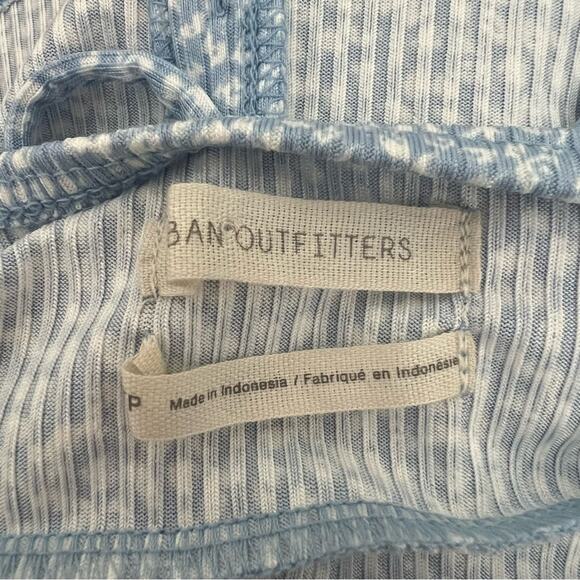 BAN OUTFITTERS
P Made in Indonesia / Fabriqué en Indonésie